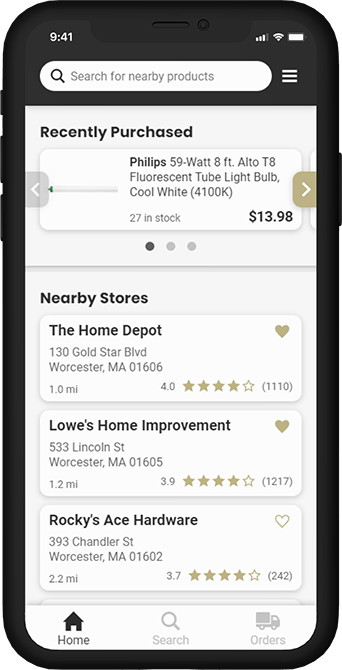 9:41
Search for nearby products
Recently Purchased
Philips 59-Watt 8 ft. Alto T8
Fluorescent Tube Light Bulb,
Cool White (4100K)
27 in stock
$13.98
Nearby Stores
The Home Depot
130 Gold Star Blvd
Worcester, MA 01606
1.0 mi
4.0 (1110)
Lowe's Home Improvement
533 Lincoln St
Worcester, MA 01605
1.2 mi
3.9 (1217)
Rocky's Ace Hardware
393 Chandler St
Worcester, MA 01602
2.2 mi
3.7 (242)
Home
Search
Orders